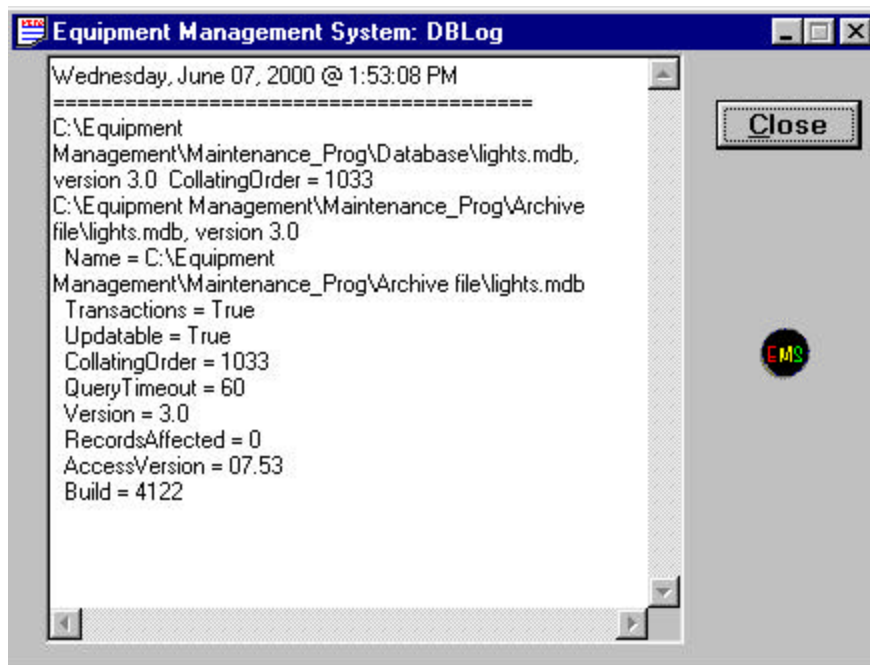 Equipment Management System: DBLog
Wednesday, June 07, 2000 @ 1:53:08 PM
========================================
C:\Equipment
Management\Maintenance_Prog\Database\lights.mdb,
version 3.0  CollatingOrder = 1033
C:\Equipment Management\Maintenance_Prog\Archive
file\lights.mdb, version 3.0
Name = C:\Equipment
Management\Maintenance_Prog\Archive file\lights.mdb
Transactions = True
Updatable = True
CollatingOrder = 1033
QueryTimeout = 60
Version = 3.0
RecordsAffected = 0
AccessVersion = 07.53
Build = 4122
Close
EMS